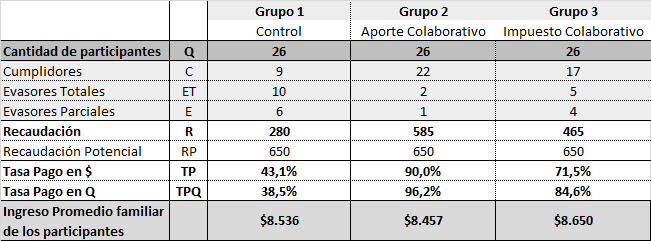 Grupo 1 Grupo 2 Grupo 3
Control Aporte Colaborativo Impuesto Colaborativo
Cantidad de participantes Q 26 26 26
Cumplidores C 9 22 17
Evasores Totales ET 10 2 5
Evasores Parciales E 6 1 4
Recaudación R 280 585 465
Recaudación Potencial RP 650 650 650
Tasa Pago en $ TP 43,1% 90,0% 71,5%
Tasa Pago en Q TPQ 38,5% 96,2% 84,6%
Ingreso Promedio familiar
de los participantes $8.536 $8.457 $8.650